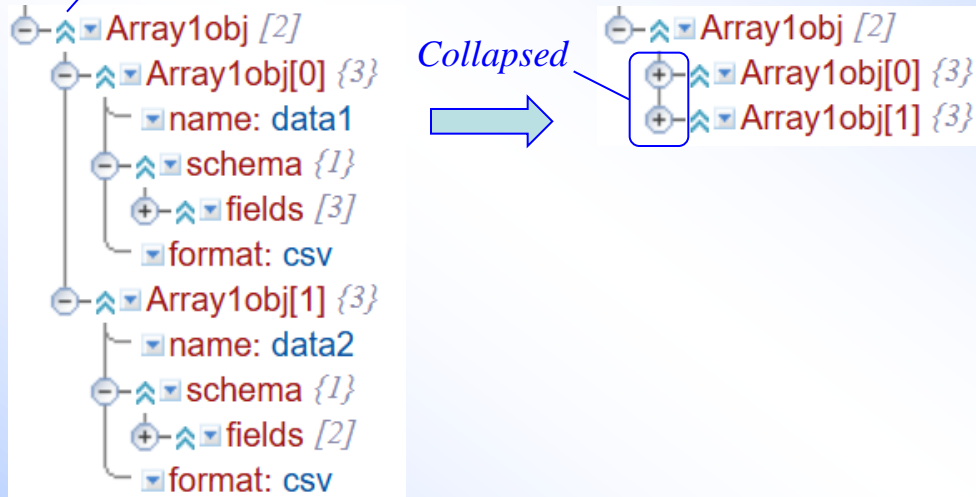 Array1obj [2]
Array1obj[0] {3}
name: data1
schema {1}
fields [3]
format: csv
Array1obj[1] {3}
name: data2
schema {1}
fields [2]
format: csv
Collapsed
Array1obj [2]
Array1obj[0] {3}
Array1obj[1] {3}